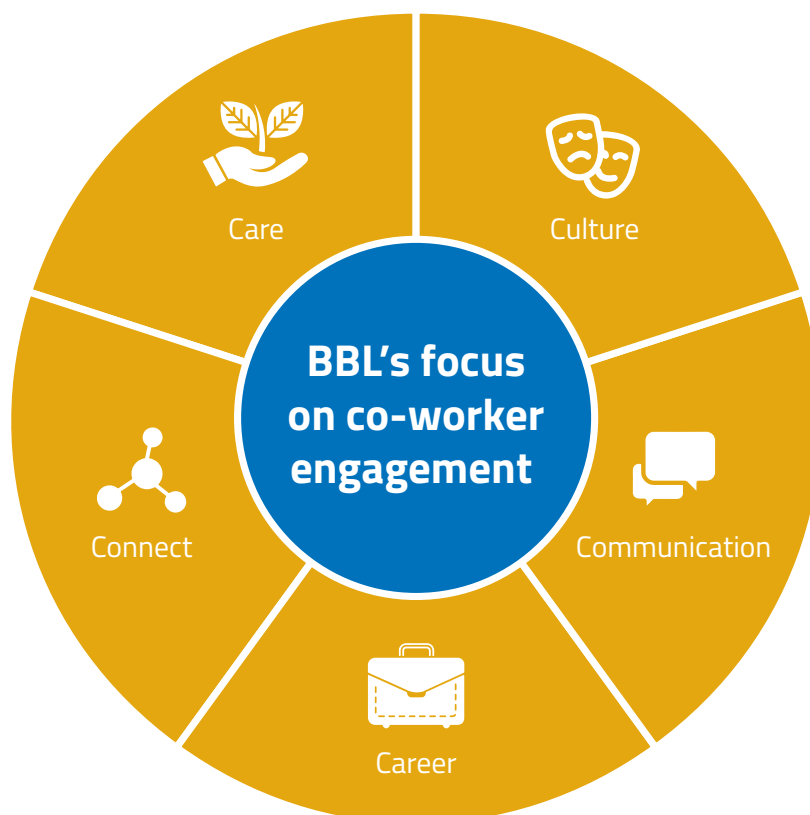 Care
Culture
BBL’s focus
on co-worker
engagement
Connect
Communication
Career